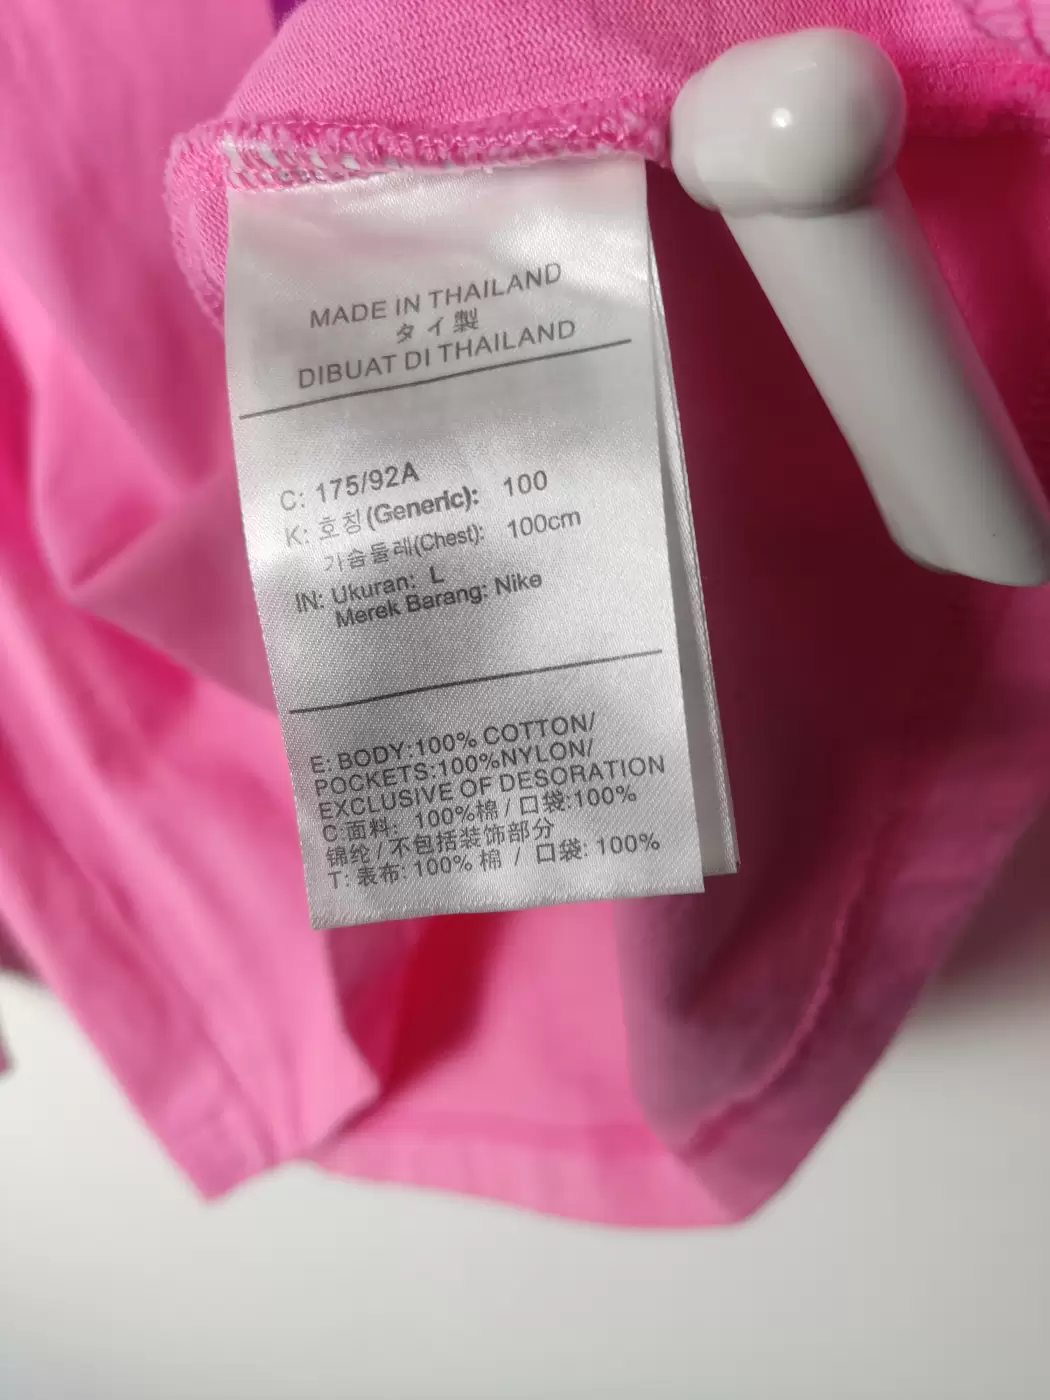 MADE IN THAILAND
タイ製
DIBUAT DI THAILAND
C: 175/92A
K: 호칭(Generic): 100
가슴둘레(Chest): 100cm
IN: Ukuran: L
Merek Barang: Nike
E: BODY:100% COTTON/
POCKETS:100%NYLON/
EXCLUSIVE OF DESORATION
C:面料: 100%棉 / 口袋:100%
锦纶 / 不包括装饰部分
T: 表布: 100% 棉 / 口袋: 100%